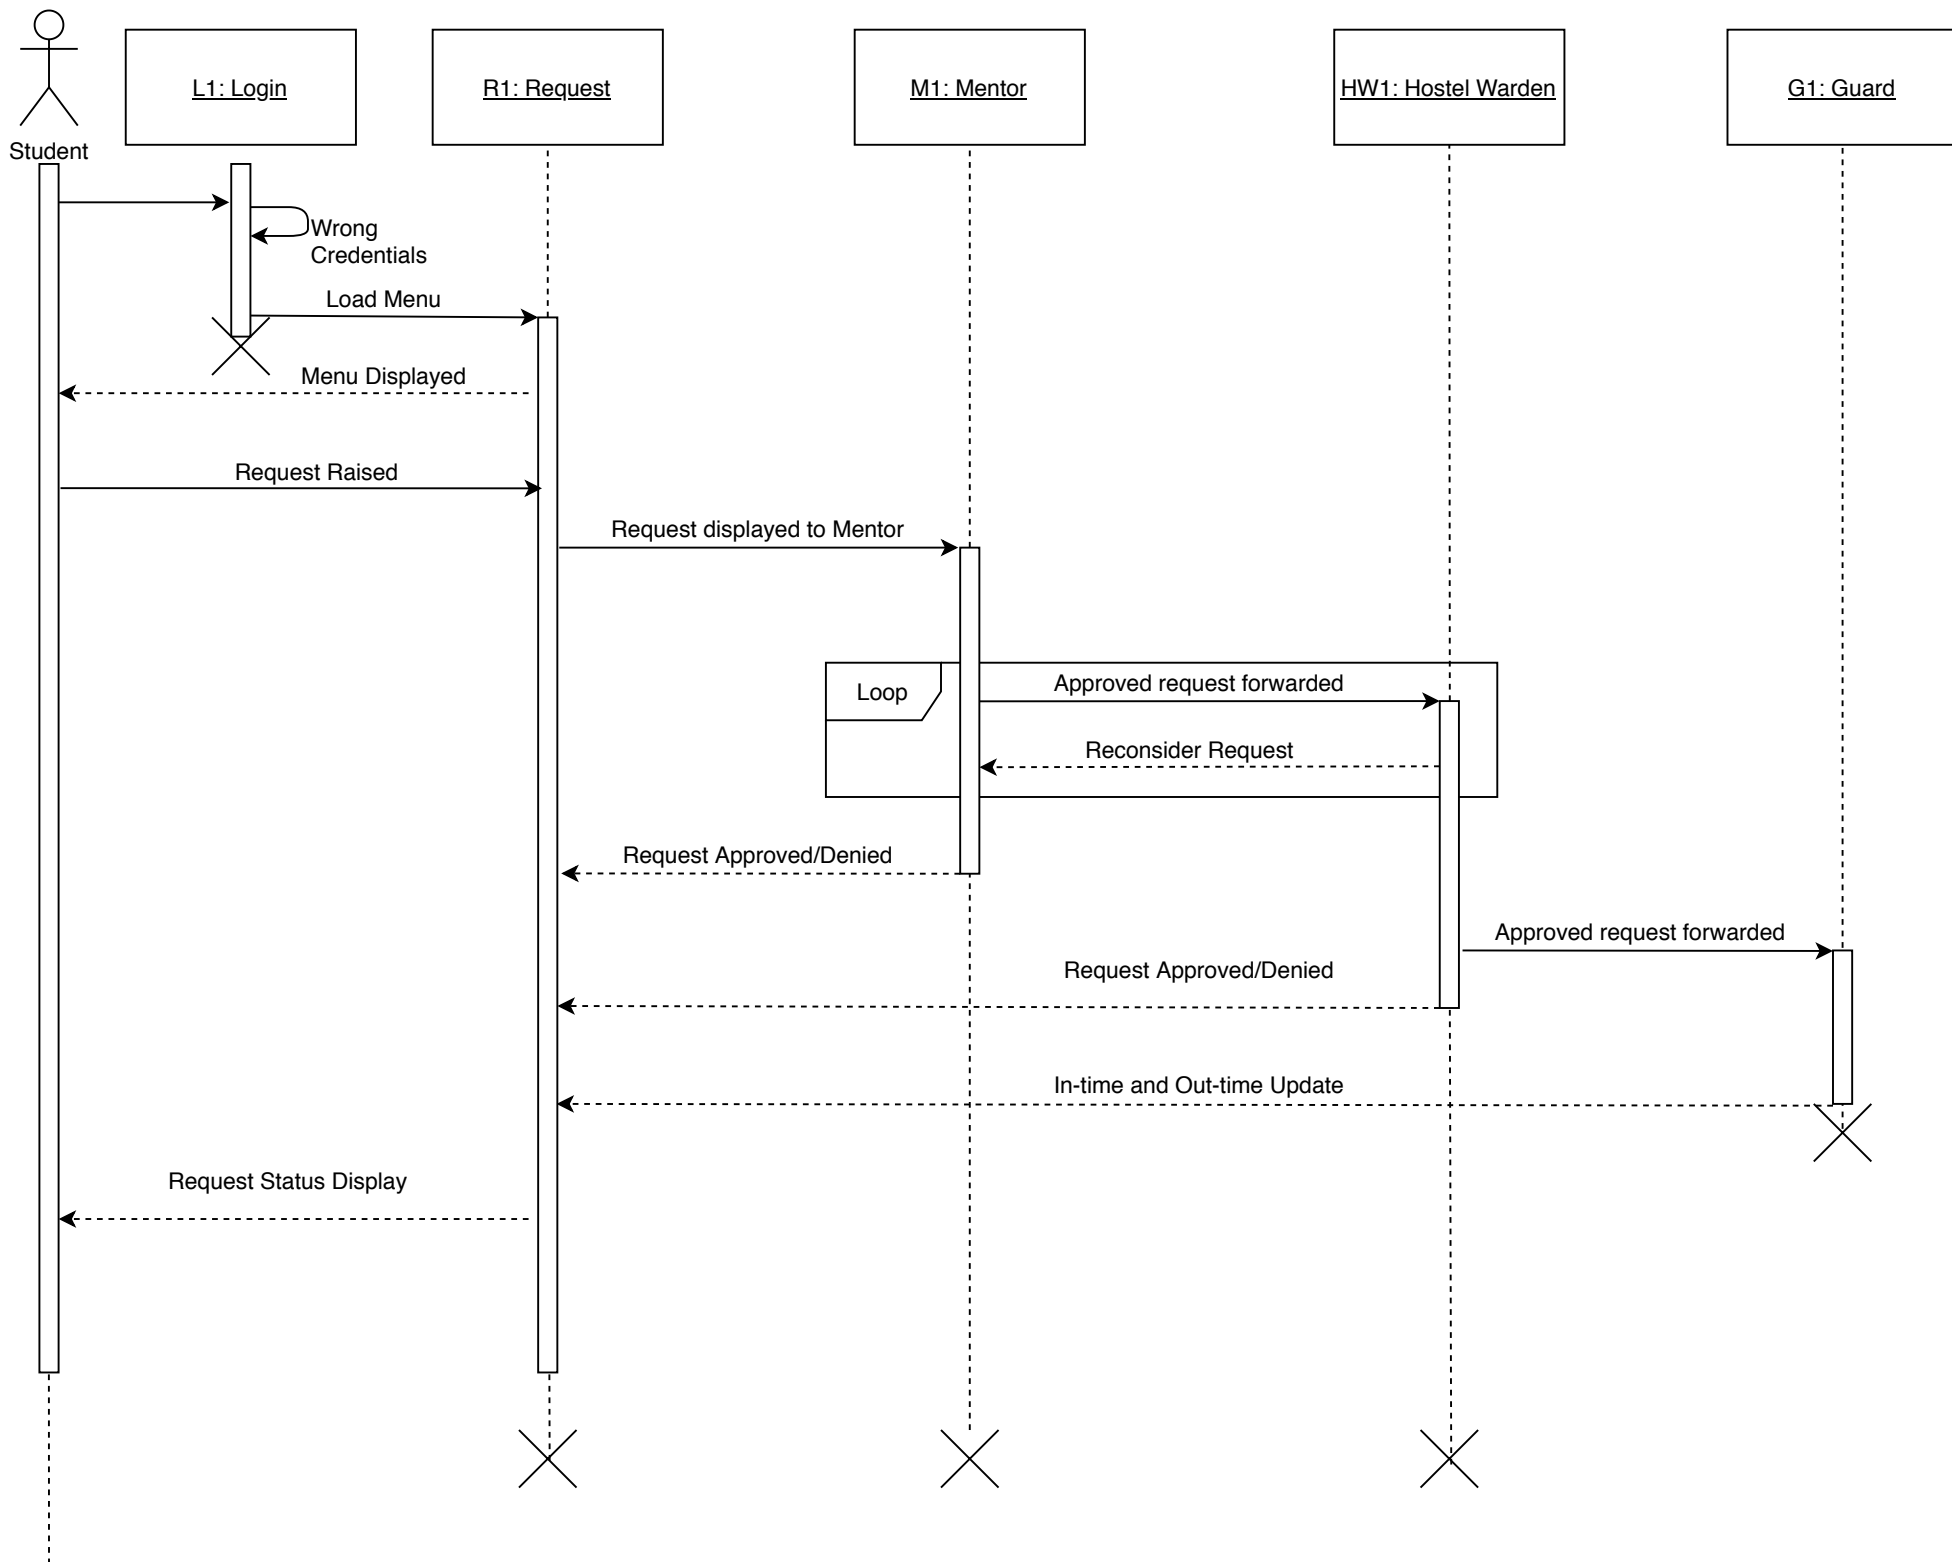 L1: Login
R1: Request
M1: Mentor
HW1: Hostel Warden
G1: Guard
Student
Wrong
Credentials
Load Menu
Menu Displayed
Request Raised
Request displayed to Mentor
Loop
Approved request forwarded
Reconsider Request
Request Approved/Denied
Approved request forwarded
Request Approved/Denied
In-time and Out-time Update
Request Status Display